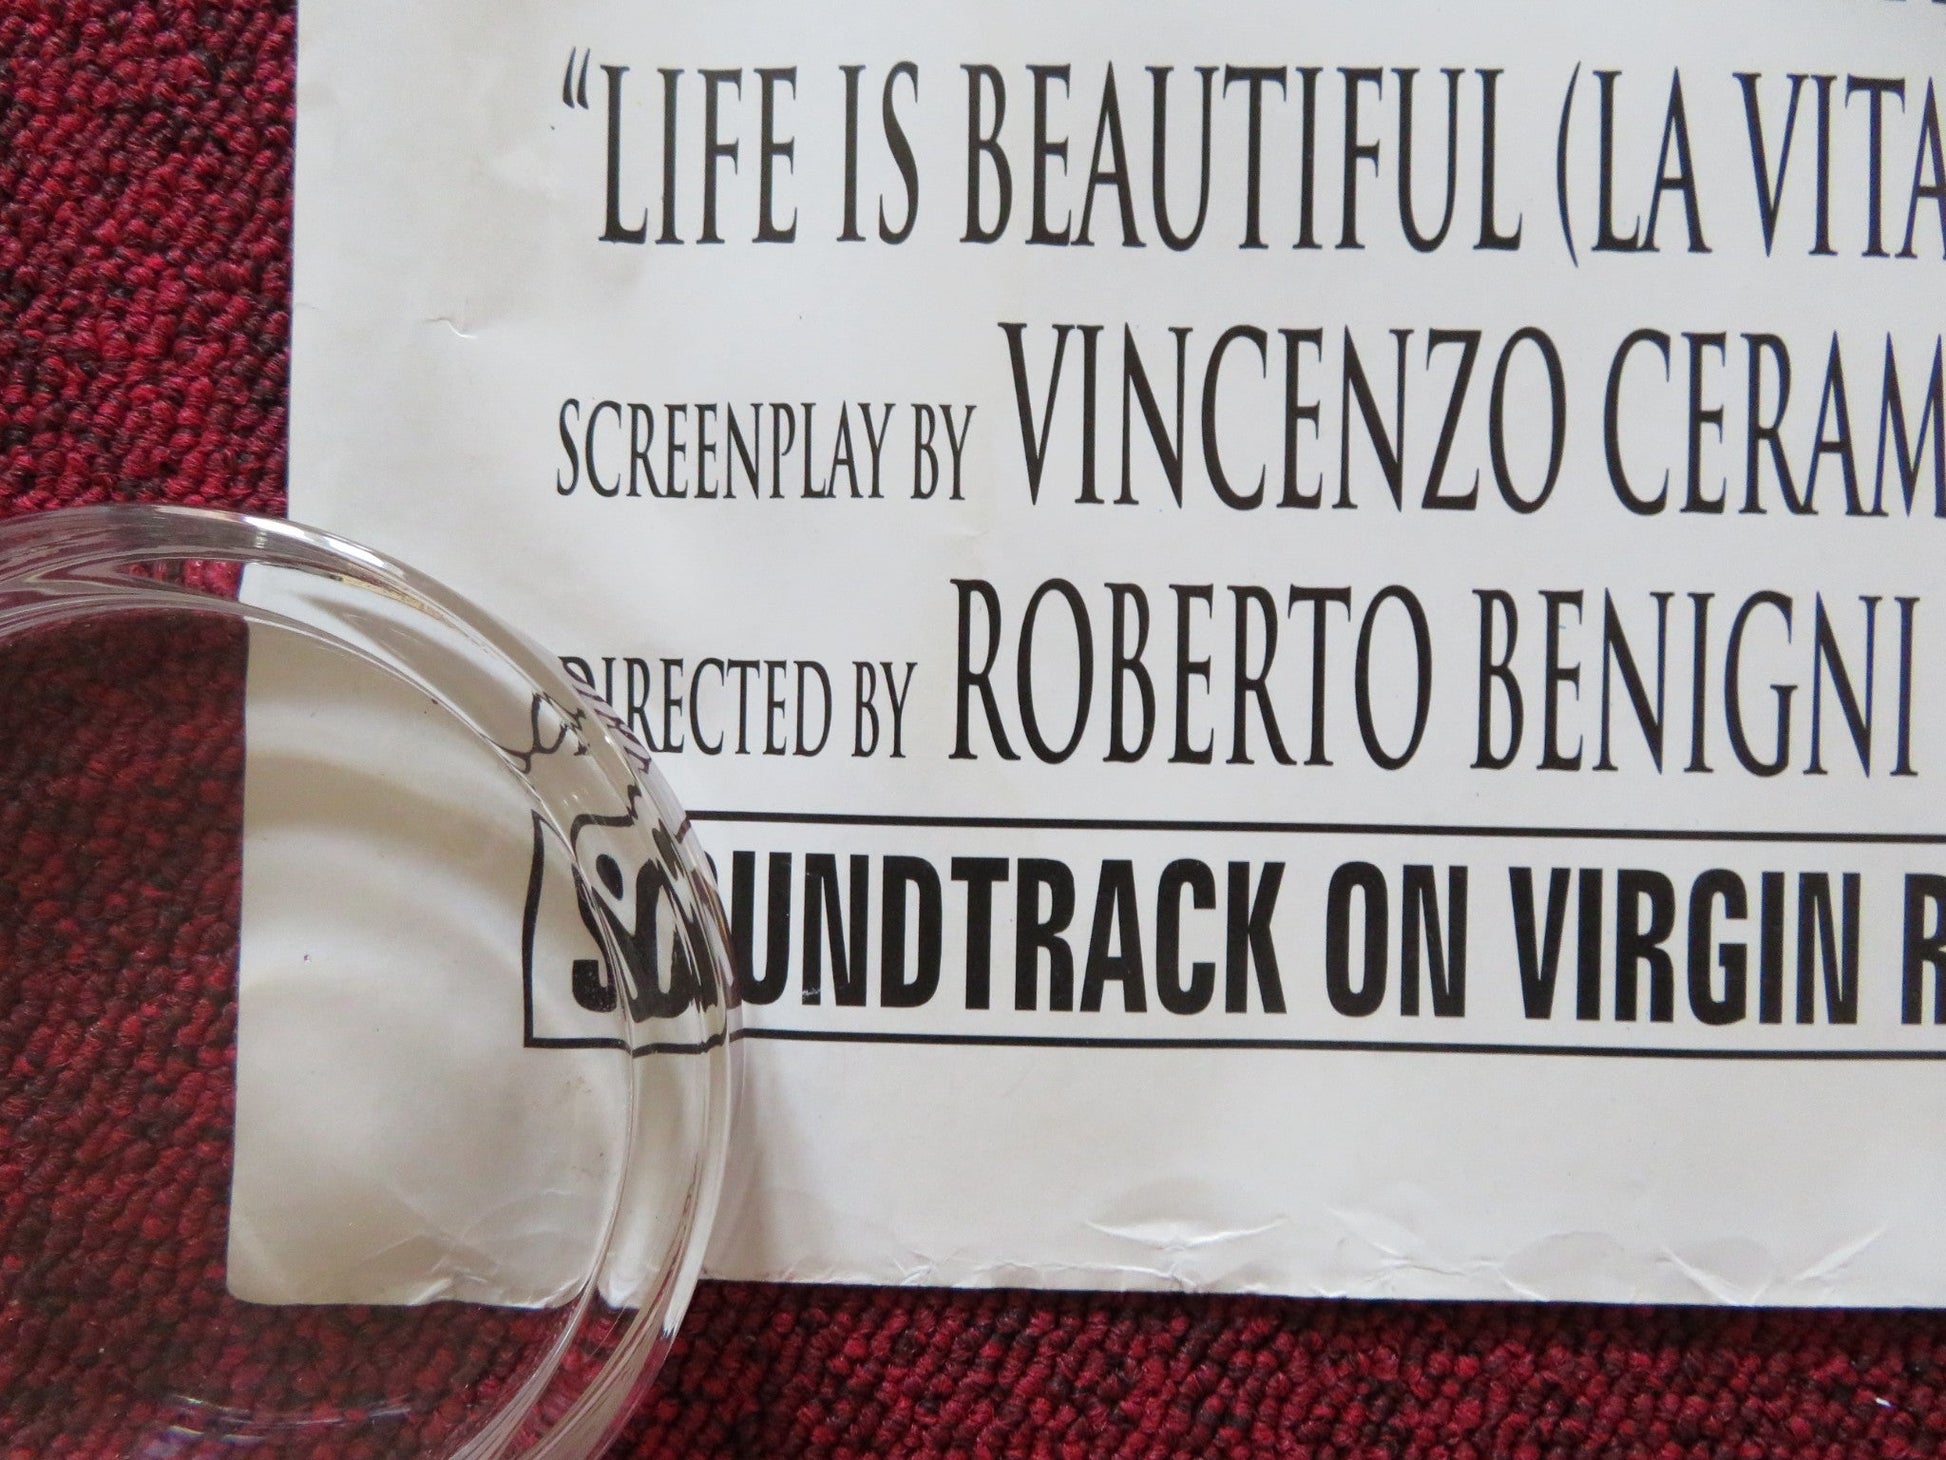 “LIFE IS BEAUTIFUL (LA VITA
SCREENPLAY BY VINCENZO CERAM
DIRECTED BY ROBERTO BENIGNI
SOUNDTRACK ON VIRGIN R